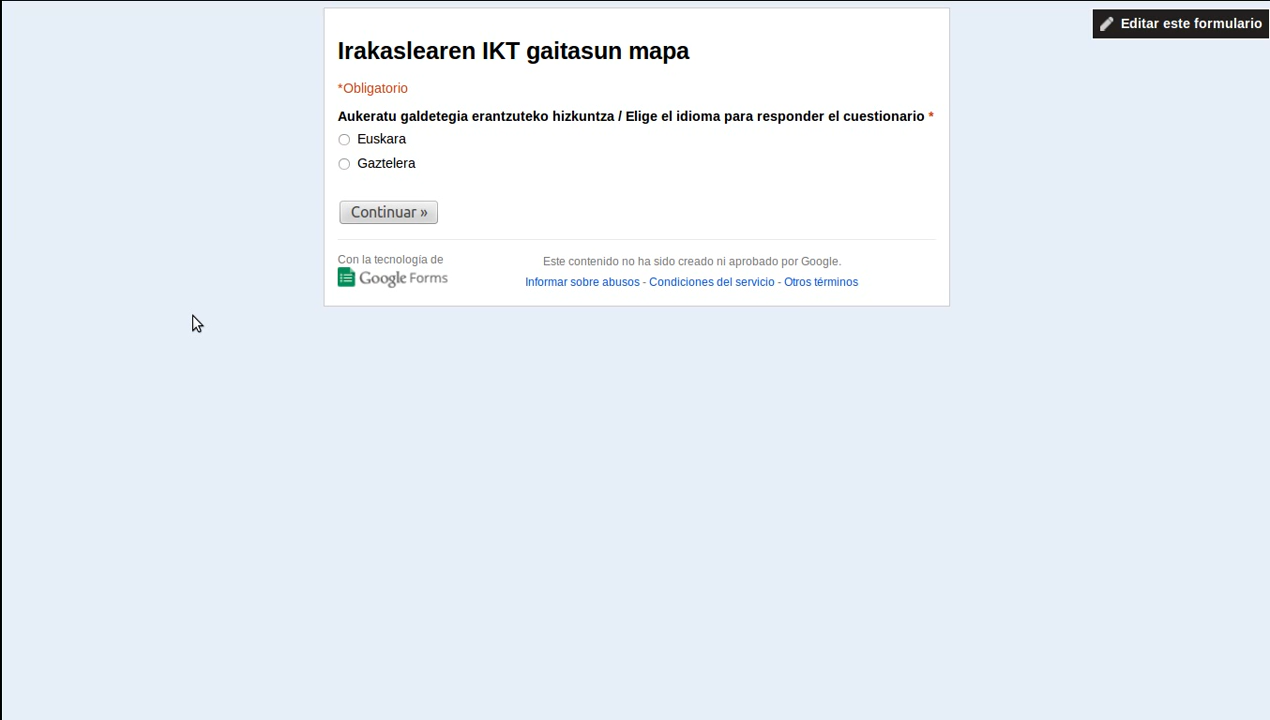 Editar este formulario
Irakaslearen IKT gaitasun mapa
*Obligatorio
Aukeratu galdetegia erantzuteko hizkuntza / Elige el idioma para responder el cuestionario *
Euskara
Gaztelera
Continuar »
Con la tecnología de
Google Forms
Este contenido no ha sido creado ni aprobado por Google.
Informar sobre abusos - Condiciones del servicio - Otros términos